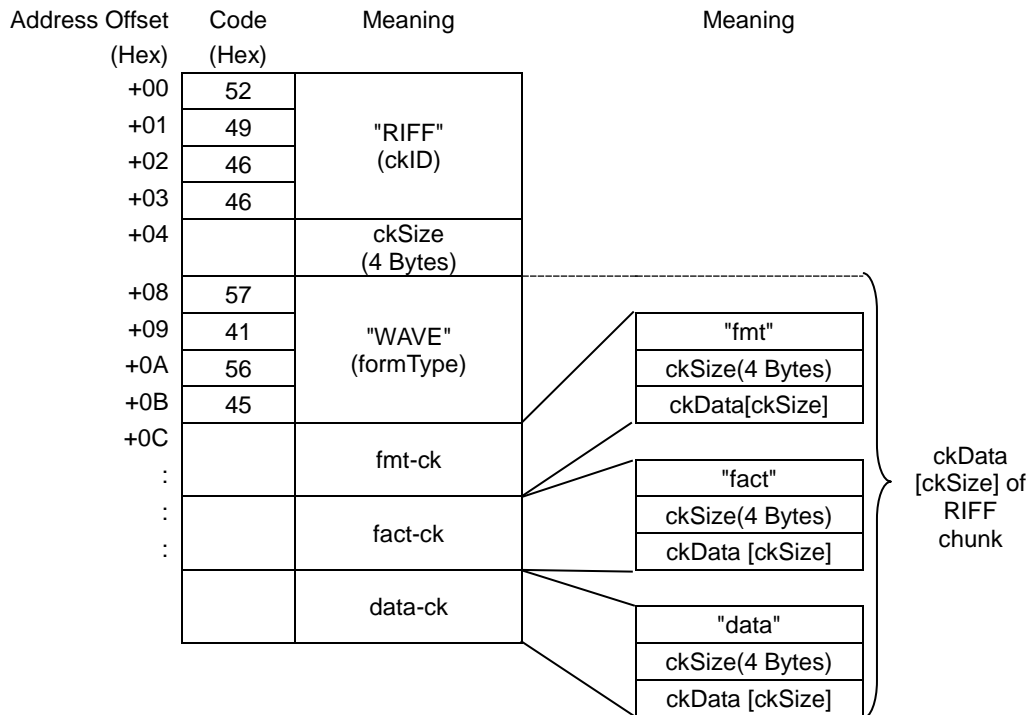 Address Offset Code Meaning Meaning
(Hex) (Hex)
+00 52
+01 49
"RIFF"
(ckID)
+02 46
+03 46
+04 ckSize
(4 Bytes)
+08 57
+09 41
"WAVE"
(formType)
+0A 56
+0B 45
+0C
fmt-ck
:
:
fact-ck
:
data-ck
"fmt"
ckSize(4 Bytes)
ckData[ckSize]
"fact"
ckSize(4 Bytes)
ckData [ckSize]
"data"
ckSize(4 Bytes)
ckData [ckSize]
ckData
[ckSize] of
RIFF
chunk